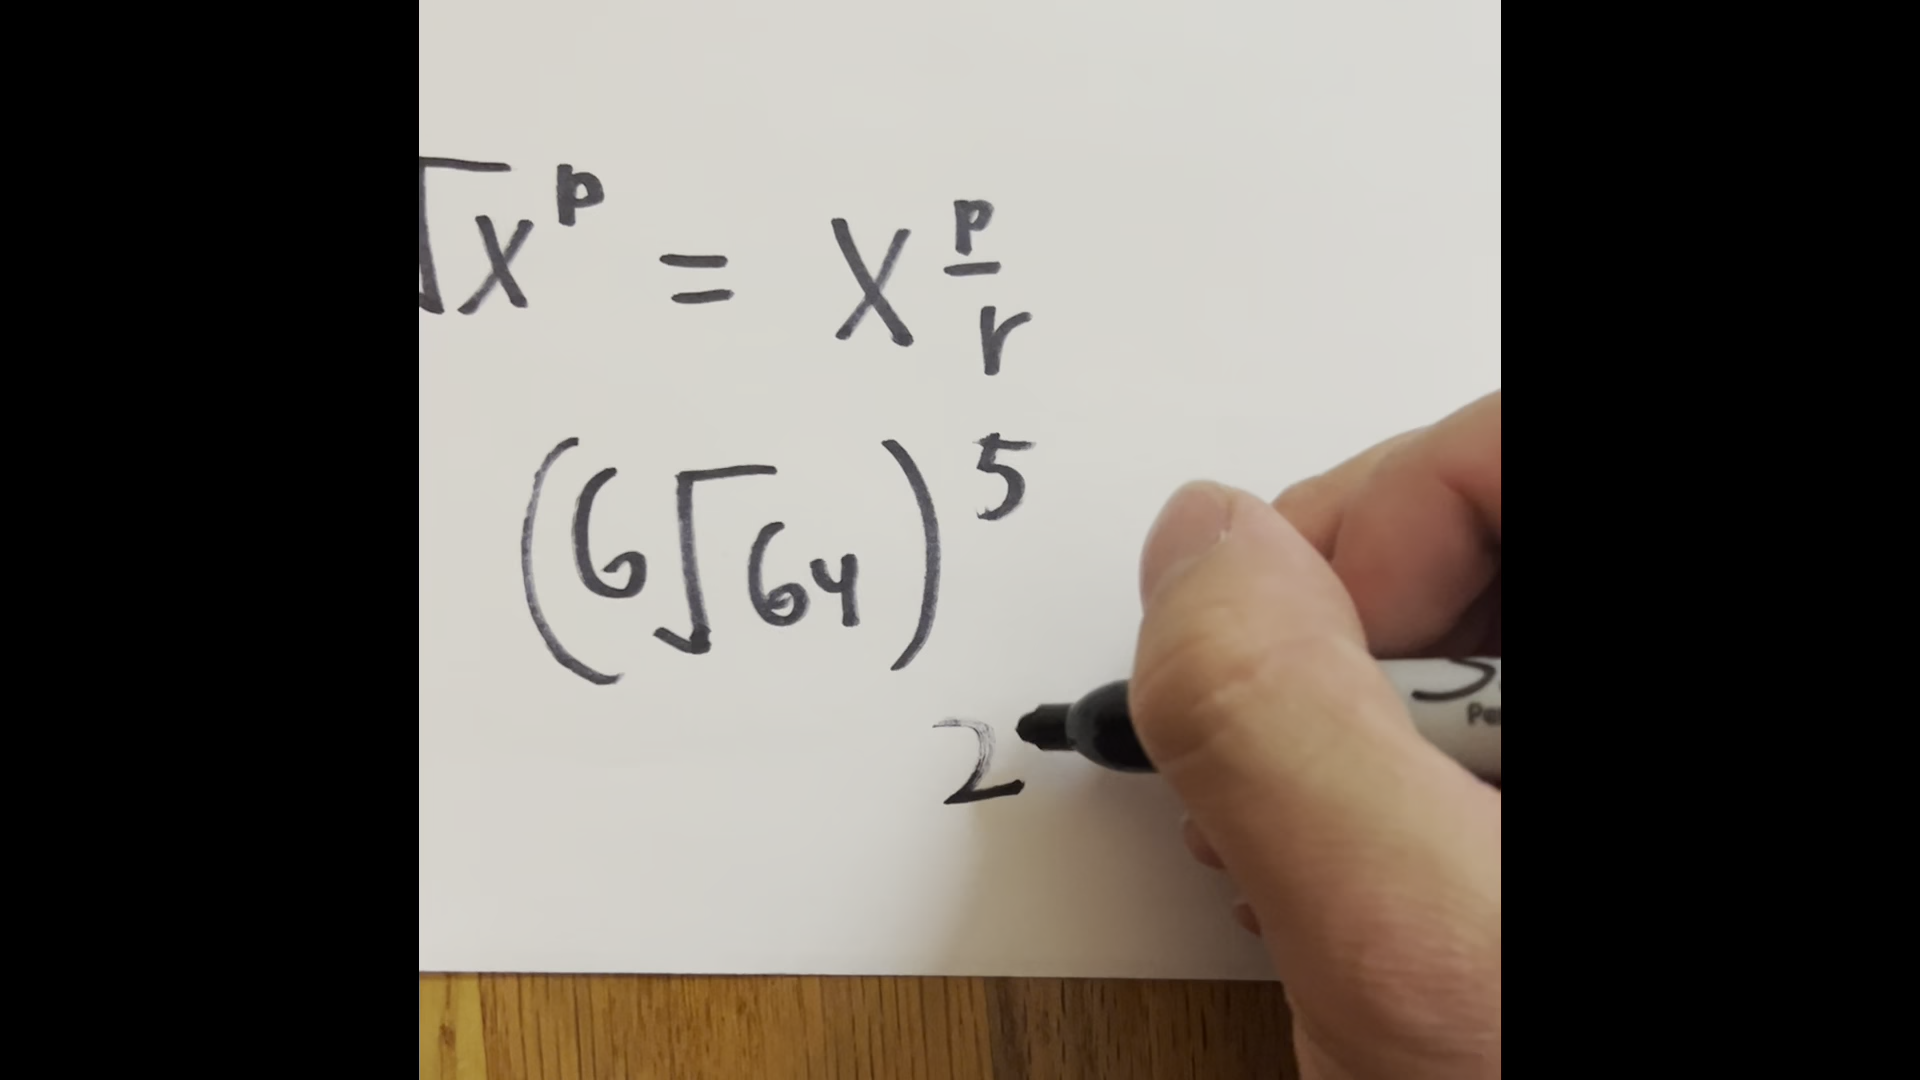 √x^p = x^(p/r)
(6√64)^5
2